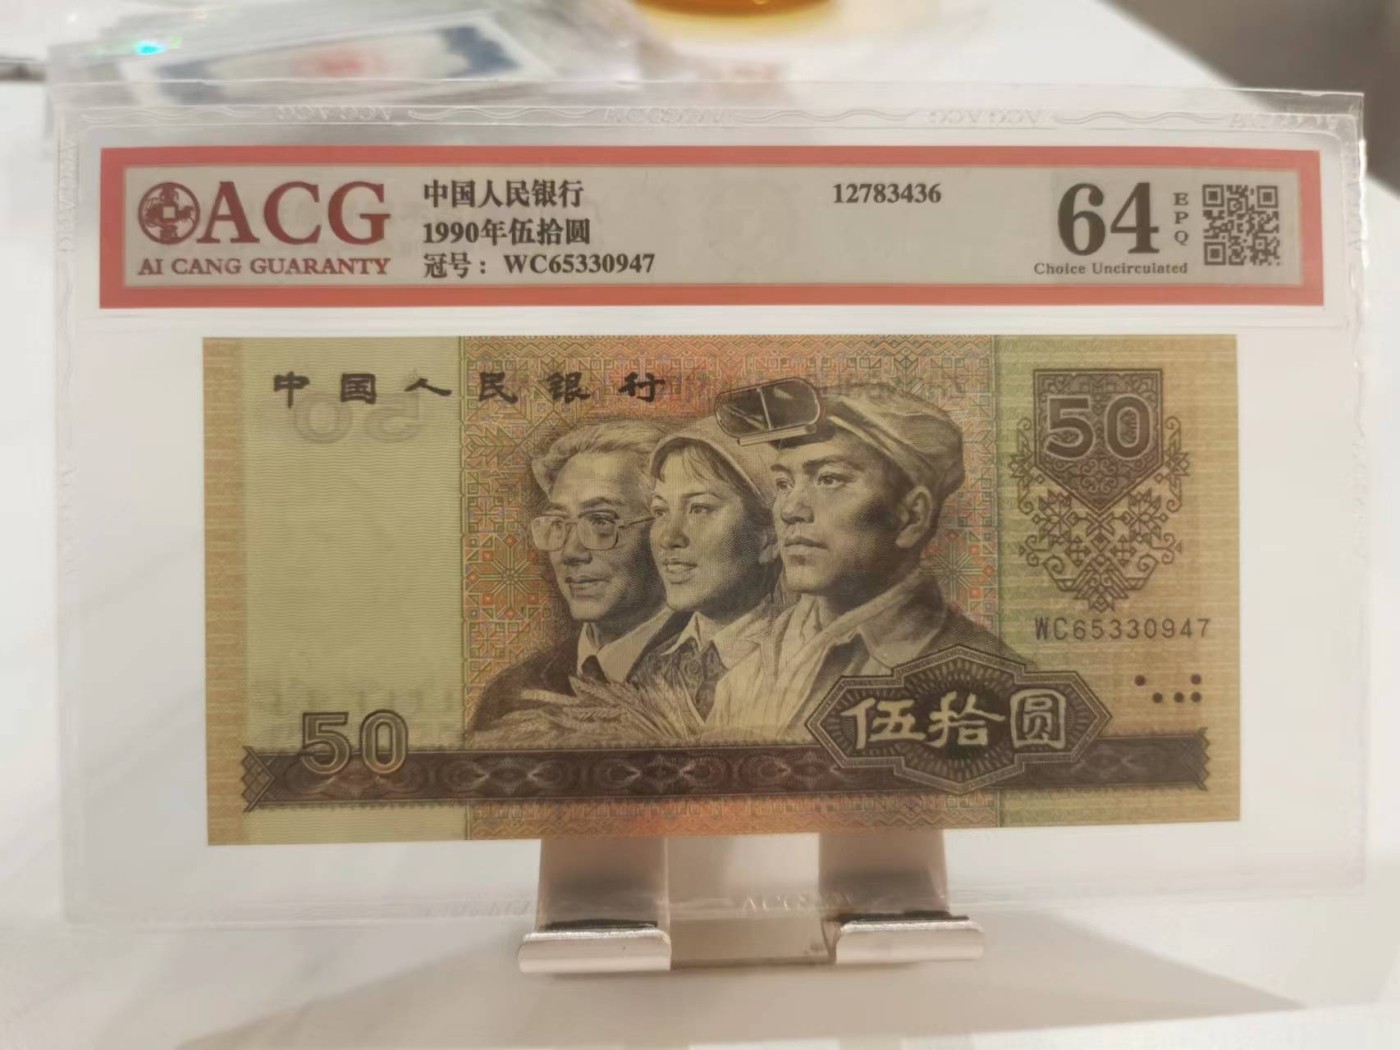 ACG
AI CANG GUARANTY
中国人民银行
1990年伍拾圆
冠号： WC65330947
12783436
64
EPQ
Choice Uncirculated
中国人民银行
50
WC65330947
伍拾圆
50